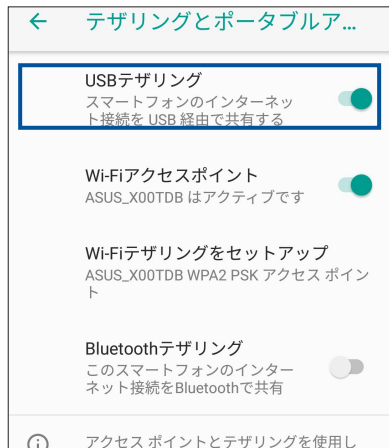 テザリングとポータブルア...
USBテザリング
スマートフォンのインターネッ
ト接続を USB 経由で共有する
Wi-Fiアクセスポイント
ASUS_X00TDB はアクティブです
Wi-Fiテザリングをセットアップ
ASUS_X00TDB WPA2 PSK アクセス ポイン
ト
Bluetoothテザリング
このスマートフォンのインター
ネット接続をBluetoothで共有
アクセス ポイントとテザリングを使用し